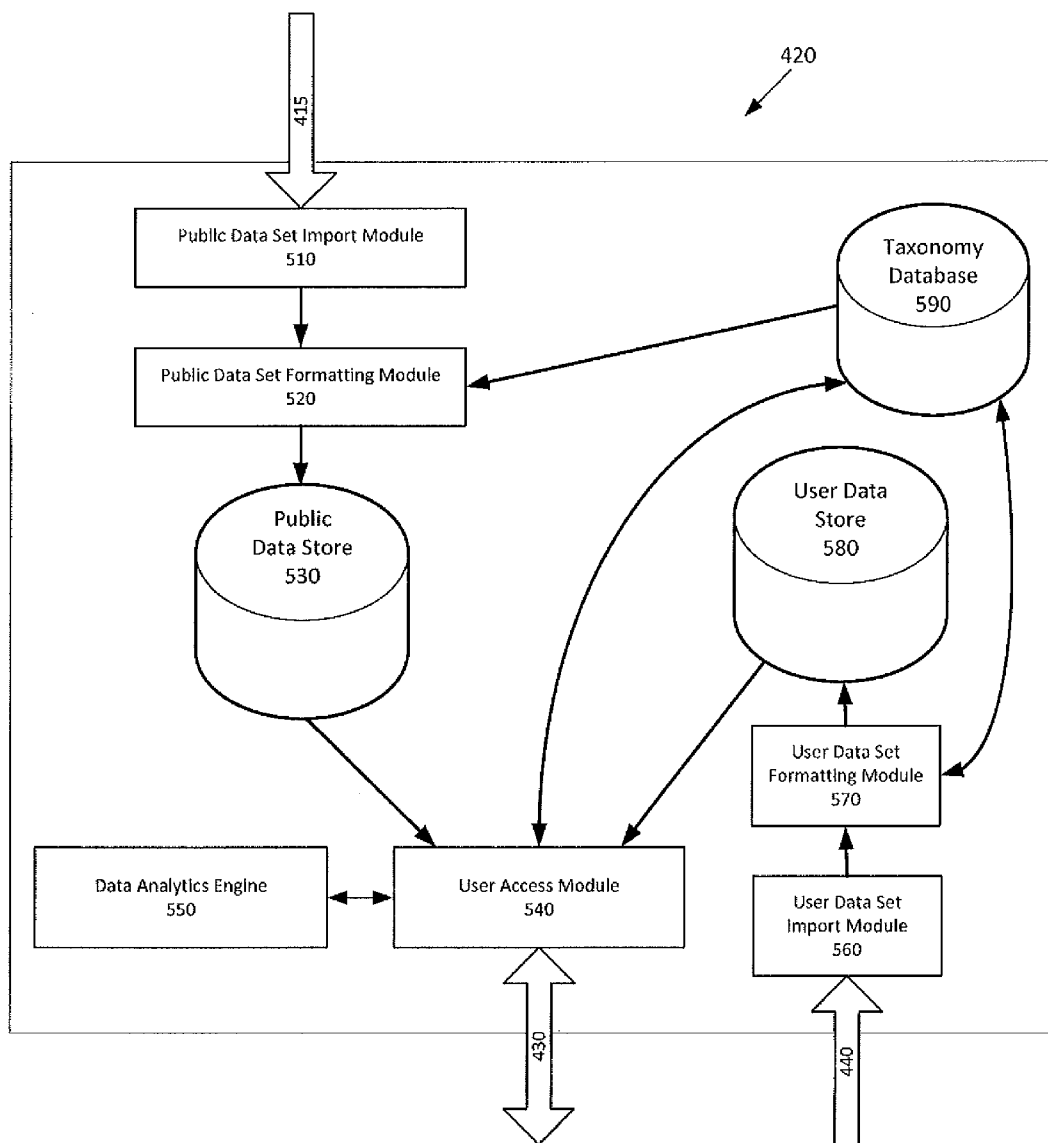 420
415
Public Data Set Import Module
510
Taxonomy
Database
590
Public Data Set Formatting Module
520
User Data
Store
580
Public
Data Store
530
User Data Set
Formatting Module
570
Data Analytics Engine
550
User Access Module
540
User Data Set
Import Module
560
430
440